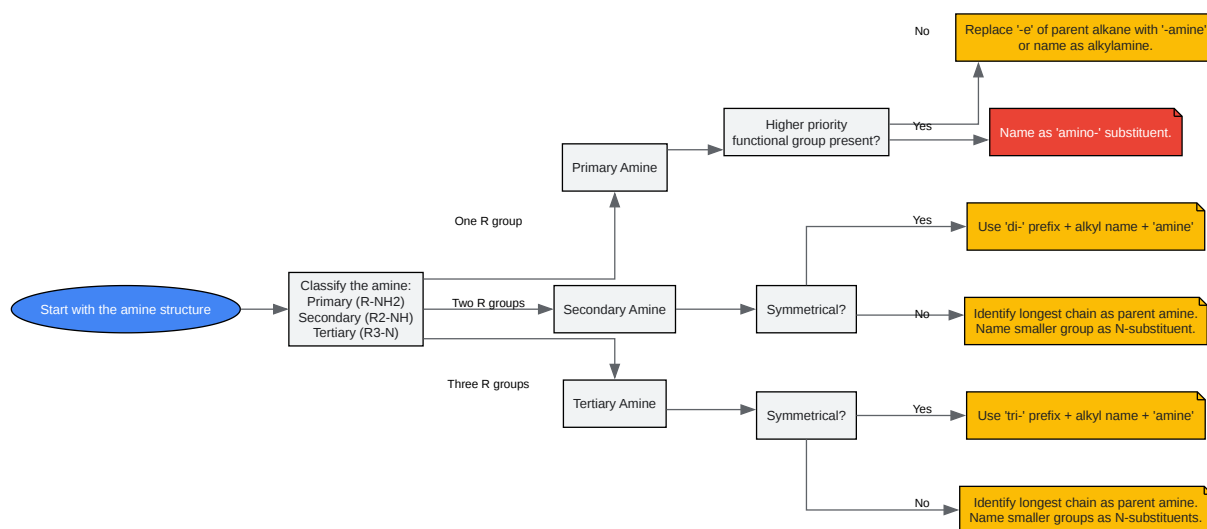 Start with the amine structure
Classify the amine:
Primary (R-NH2)
Secondary (R2-NH)
Tertiary (R3-N)
One R group
Two R groups
Three R groups
Primary Amine
Secondary Amine
Tertiary Amine
Higher priority
functional group present?
No
Yes
Replace '-e' of parent alkane with '-amine'
or name as alkylamine.
Name as 'amino-' substituent.
Symmetrical?
Yes
No
Use 'di-' prefix + alkyl name + 'amine'
Identify longest chain as parent amine.
Name smaller group as N-substituent.
Symmetrical?
Yes
No
Use 'tri-' prefix + alkyl name + 'amine'
Identify longest chain as parent amine.
Name smaller groups as N-substituents.